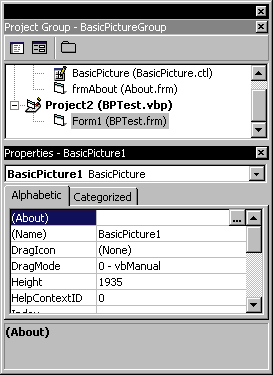 Project Group - BasicPictureGroup
BasicPicture (BasicPicture.ctl)
frmAbout (About.frm)
Project2 (BPTest.vbp)
Form1 (BPTest.frm)
Properties - BasicPicture1
BasicPicture1 BasicPicture
Alphabetic Categorized
(About) ...
(Name) BasicPicture1
DragIcon (None)
DragMode 0 - vbManual
Height 1935
HelpContextID 0
(About)